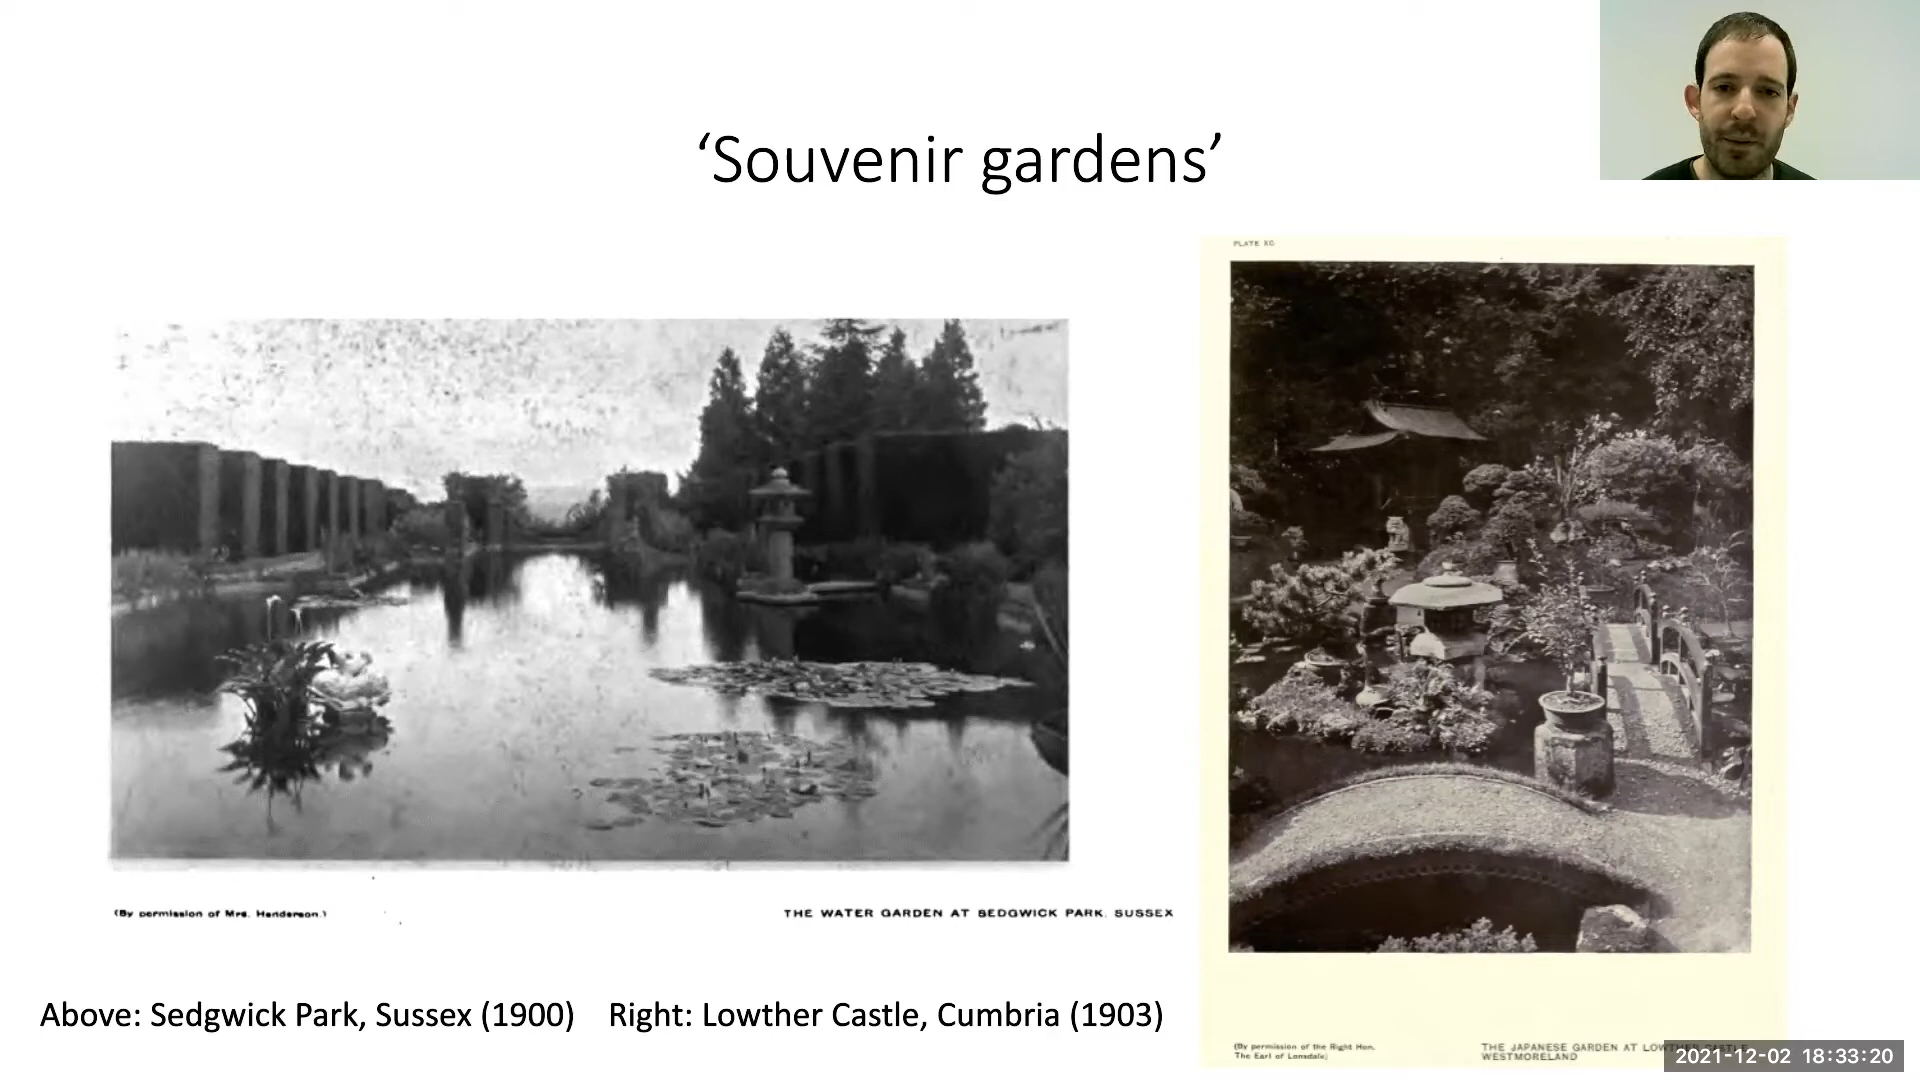 ‘Souvenir gardens’
PLATE XC
(By permission of Mrs. Henderson.)
THE WATER GARDEN AT SEDGWICK PARK, SUSSEX
Above: Sedgwick Park, Sussex (1900)
Right: Lowther Castle, Cumbria (1903)
(By permission of the Right Hon.
The Earl of Lonsdale)
THE JAPANESE GARDEN AT LOWTHER CASTLE
WESTMORELAND
2021-12-02 18:33:20